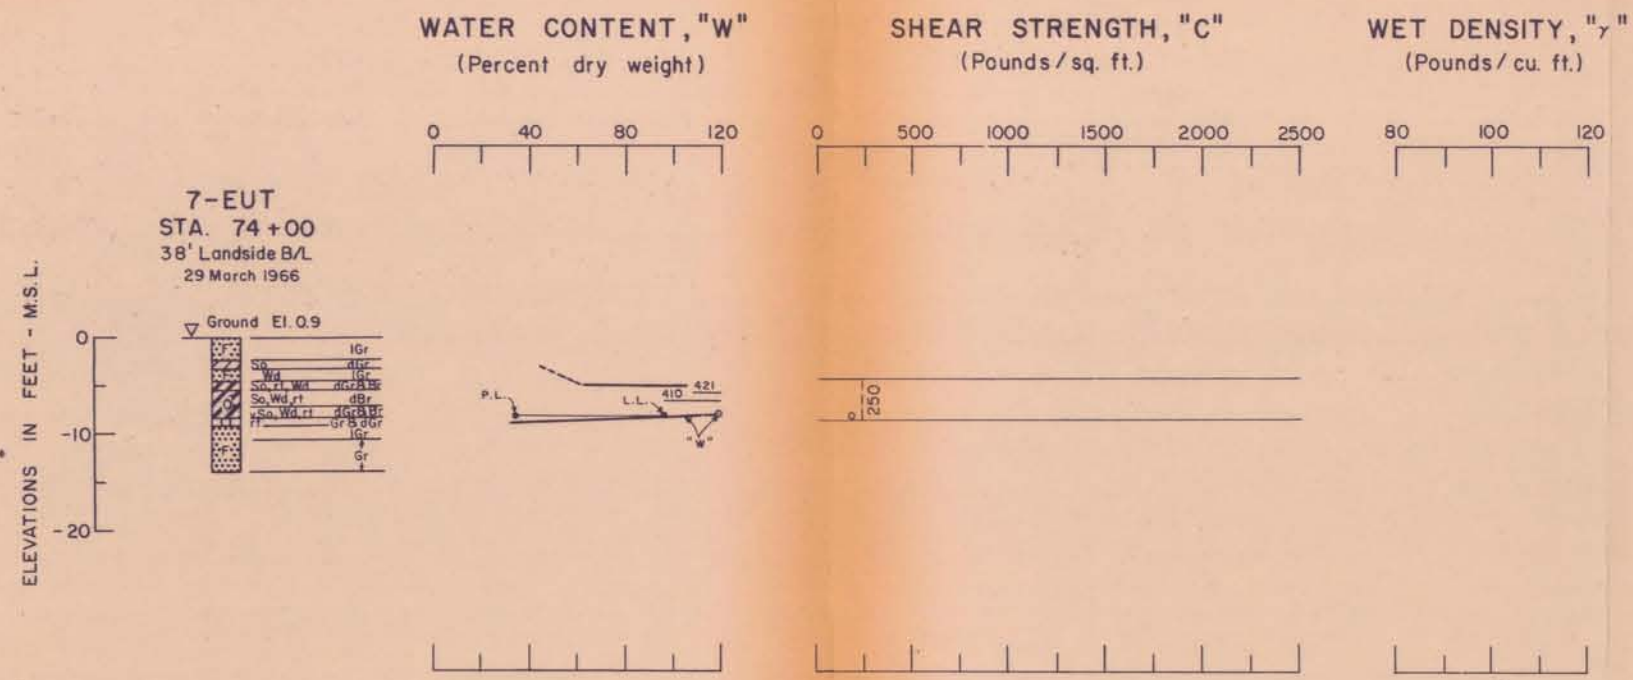 WATER CONTENT, "W"
(Percent dry weight)
SHEAR STRENGTH, "C"
(Pounds / sq. ft.)
WET DENSITY, "γ"
(Pounds / cu. ft.)
0 40 80 120
0 500 1000 1500 2000 2500
80 100 120
7-EUT
STA. 74+00
38' Landside B/L
29 March 1966
ELEVATIONS IN FEET - M.S.L.
Ground El. 0.9
0
-10
-20
F
lGr
So dGr
Wd lGr
So, rt, Wd dGr&Br
So, Wd, rt dBr
O
vSo, Wd, rt dGr&Br
rt Gr & dGr
lGr
F
Gr
P.L.
L.L.
410
421
"W"
250